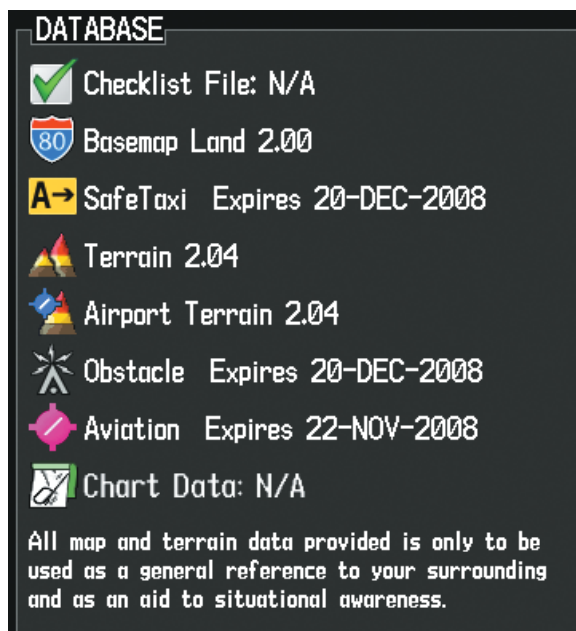 DATABASE
Checklist File: N/A
80 Basemap Land 2.00
A→ SafeTaxi Expires 20-DEC-2008
Terrain 2.04
Airport Terrain 2.04
Obstacle Expires 20-DEC-2008
Aviation Expires 22-NOV-2008
Chart Data: N/A
All map and terrain data provided is only to be
used as a general reference to your surrounding
and as an aid to situational awareness.